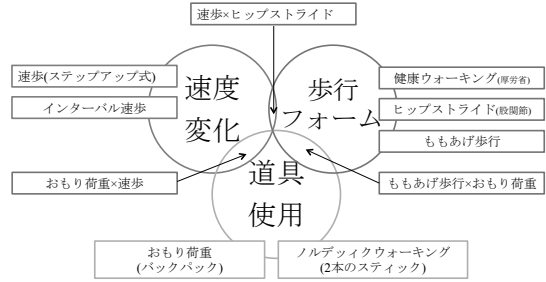 速歩×ヒップストライド
速歩(ステップアップ式)
インターバル速歩
速度
変化
歩行
フォーム
健康ウォーキング(厚労省)
ヒップストライド(股関節)
ももあげ歩行
おもり荷重×速歩
道具
使用
ももあげ歩行×おもり荷重
おもり荷重
(バックパック)
ノルディックウォーキング
(2本のスティック)